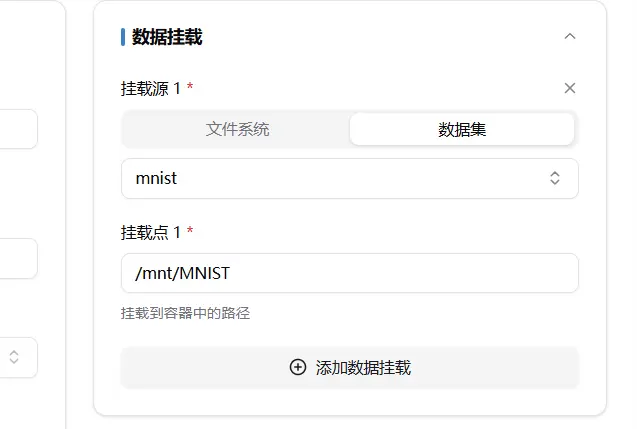 数据挂载
挂载源 1 *
文件系统 数据集
mnist
挂载点 1 *
/mnt/MNIST
挂载到容器中的路径
添加数据挂载